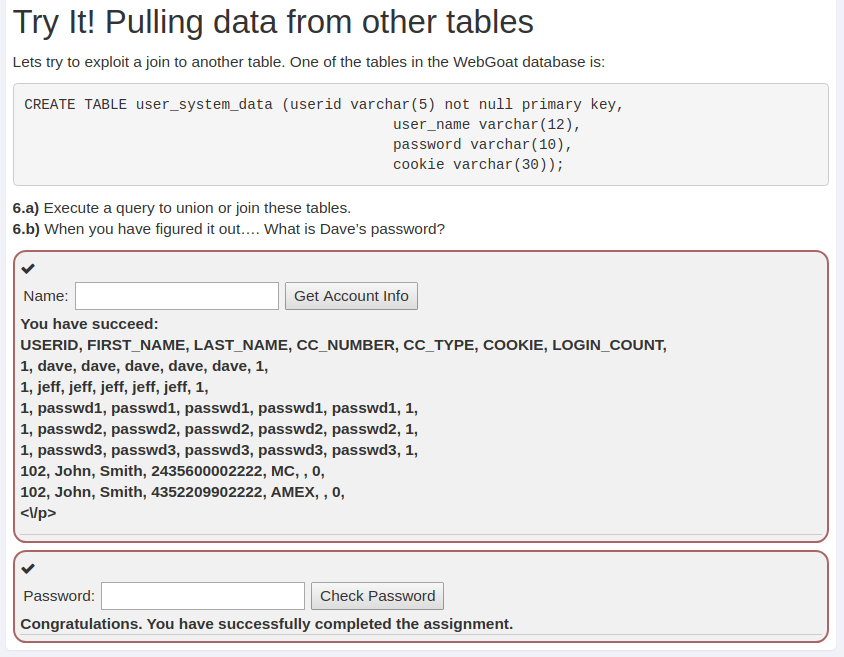 Try It! Pulling data from other tables
Lets try to exploit a join to another table. One of the tables in the WebGoat database is:
CREATE TABLE user_system_data (userid varchar(5) not null primary key,
user_name varchar(12),
password varchar(10),
cookie varchar(30));
6.a) Execute a query to union or join these tables.
6.b) When you have figured it out.... What is Dave's password?
Name: Get Account Info
You have succeed:
USERID, FIRST_NAME, LAST_NAME, CC_NUMBER, CC_TYPE, COOKIE, LOGIN_COUNT,
1, dave, dave, dave, dave, dave, 1,
1, jeff, jeff, jeff, jeff, jeff, 1,
1, passwd1, passwd1, passwd1, passwd1, passwd1, 1,
1, passwd2, passwd2, passwd2, passwd2, passwd2, 1,
1, passwd3, passwd3, passwd3, passwd3, passwd3, 1,
102, John, Smith, 2435600002222, MC, , 0,
102, John, Smith, 4352209902222, AMEX, , 0,
<\/p>
Password: Check Password
Congratulations. You have successfully completed the assignment.